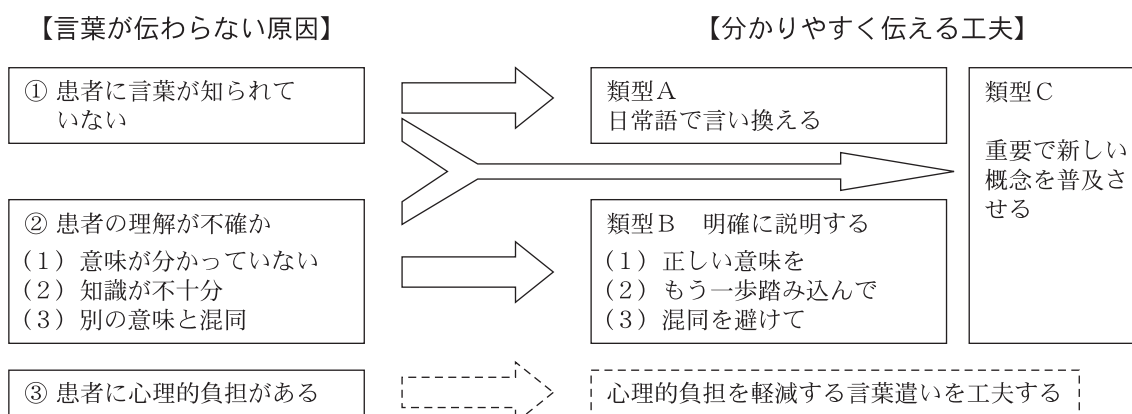 【言葉が伝わらない原因】
【分かりやすく伝える工夫】
① 患者に言葉が知られて
いない
類型A
日常語で言い換える
類型C
重要で新しい
概念を普及さ
せる
② 患者の理解が不確か
（１）意味が分かっていない
（２）知識が不十分
（３）別の意味と混同
類型B　明確に説明する
（１）正しい意味を
（２）もう一歩踏み込んで
（３）混同を避けて
③ 患者に心理的負担がある
心理的負担を軽減する言葉遣いを工夫する